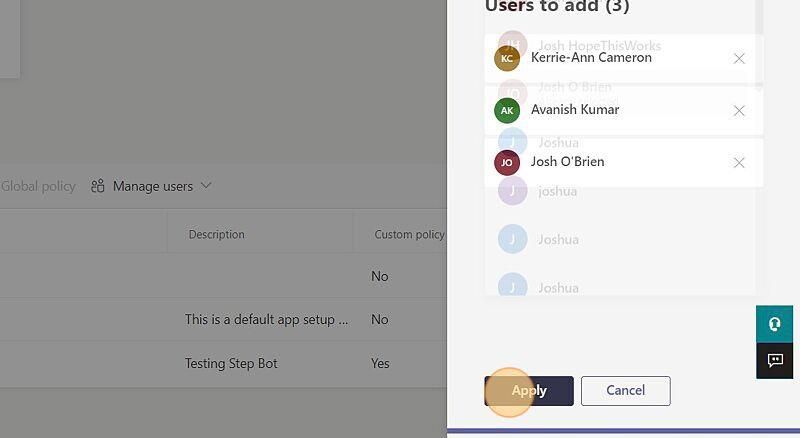 Users to add (3)
JH Josh HopeThisWorks
KC Kerrie-Ann Cameron
Josh O Brien
JO
AK Avanish Kumar
Joshua
JO Josh O'Brien
J joshua
J Joshua
J Joshua
Global policy Manage users
Description Custom policy
No
This is a default app setup ... No
Testing Step Bot Yes
Apply Cancel